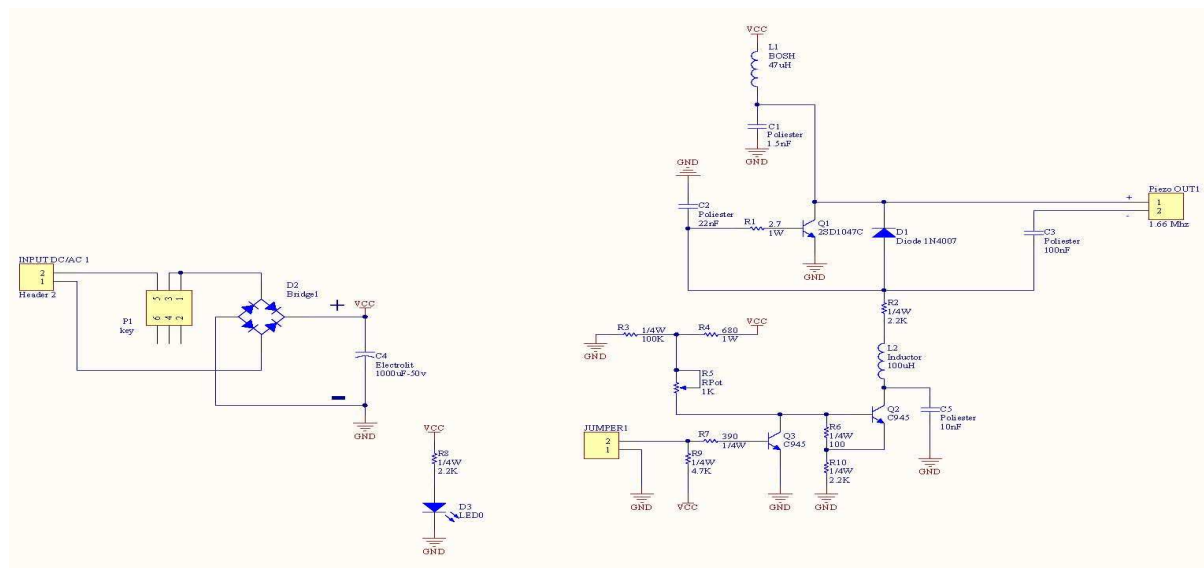 VCC
L1
BOSH
47uH
C1
Poliester
1.5nF
GND
GND
C2
Poliester
22nF
R1
2.7
1W
Q1
2SD1047C
GND
D1
Diode 1N4007
+
-
Piezo OUT1
1
2
1.66 Mhz
C3
Poliester
100nF
INPUT DC/AC 1
2
1
Header 2
5 3 1
6 4 2
P1
key
D2
Bridge1
+
VCC
C4
Electrolit
1000uF-50v
-
GND
VCC
R8
1/4W
2.2K
D3
LED0
GND
R2
1/4W
2.2K
L2
Inductor
100uH
GND
R3
1/4W
100K
R4
680
1W
VCC
R5
RPot
1K
Q2
C945
C5
Poliester
10nF
GND
JUMPER1
2
1
GND
R7
390
1/4W
R9
1/4W
4.7K
VCC
Q3
C945
GND
R6
1/4W
100
R10
1/4W
2.2K
GND